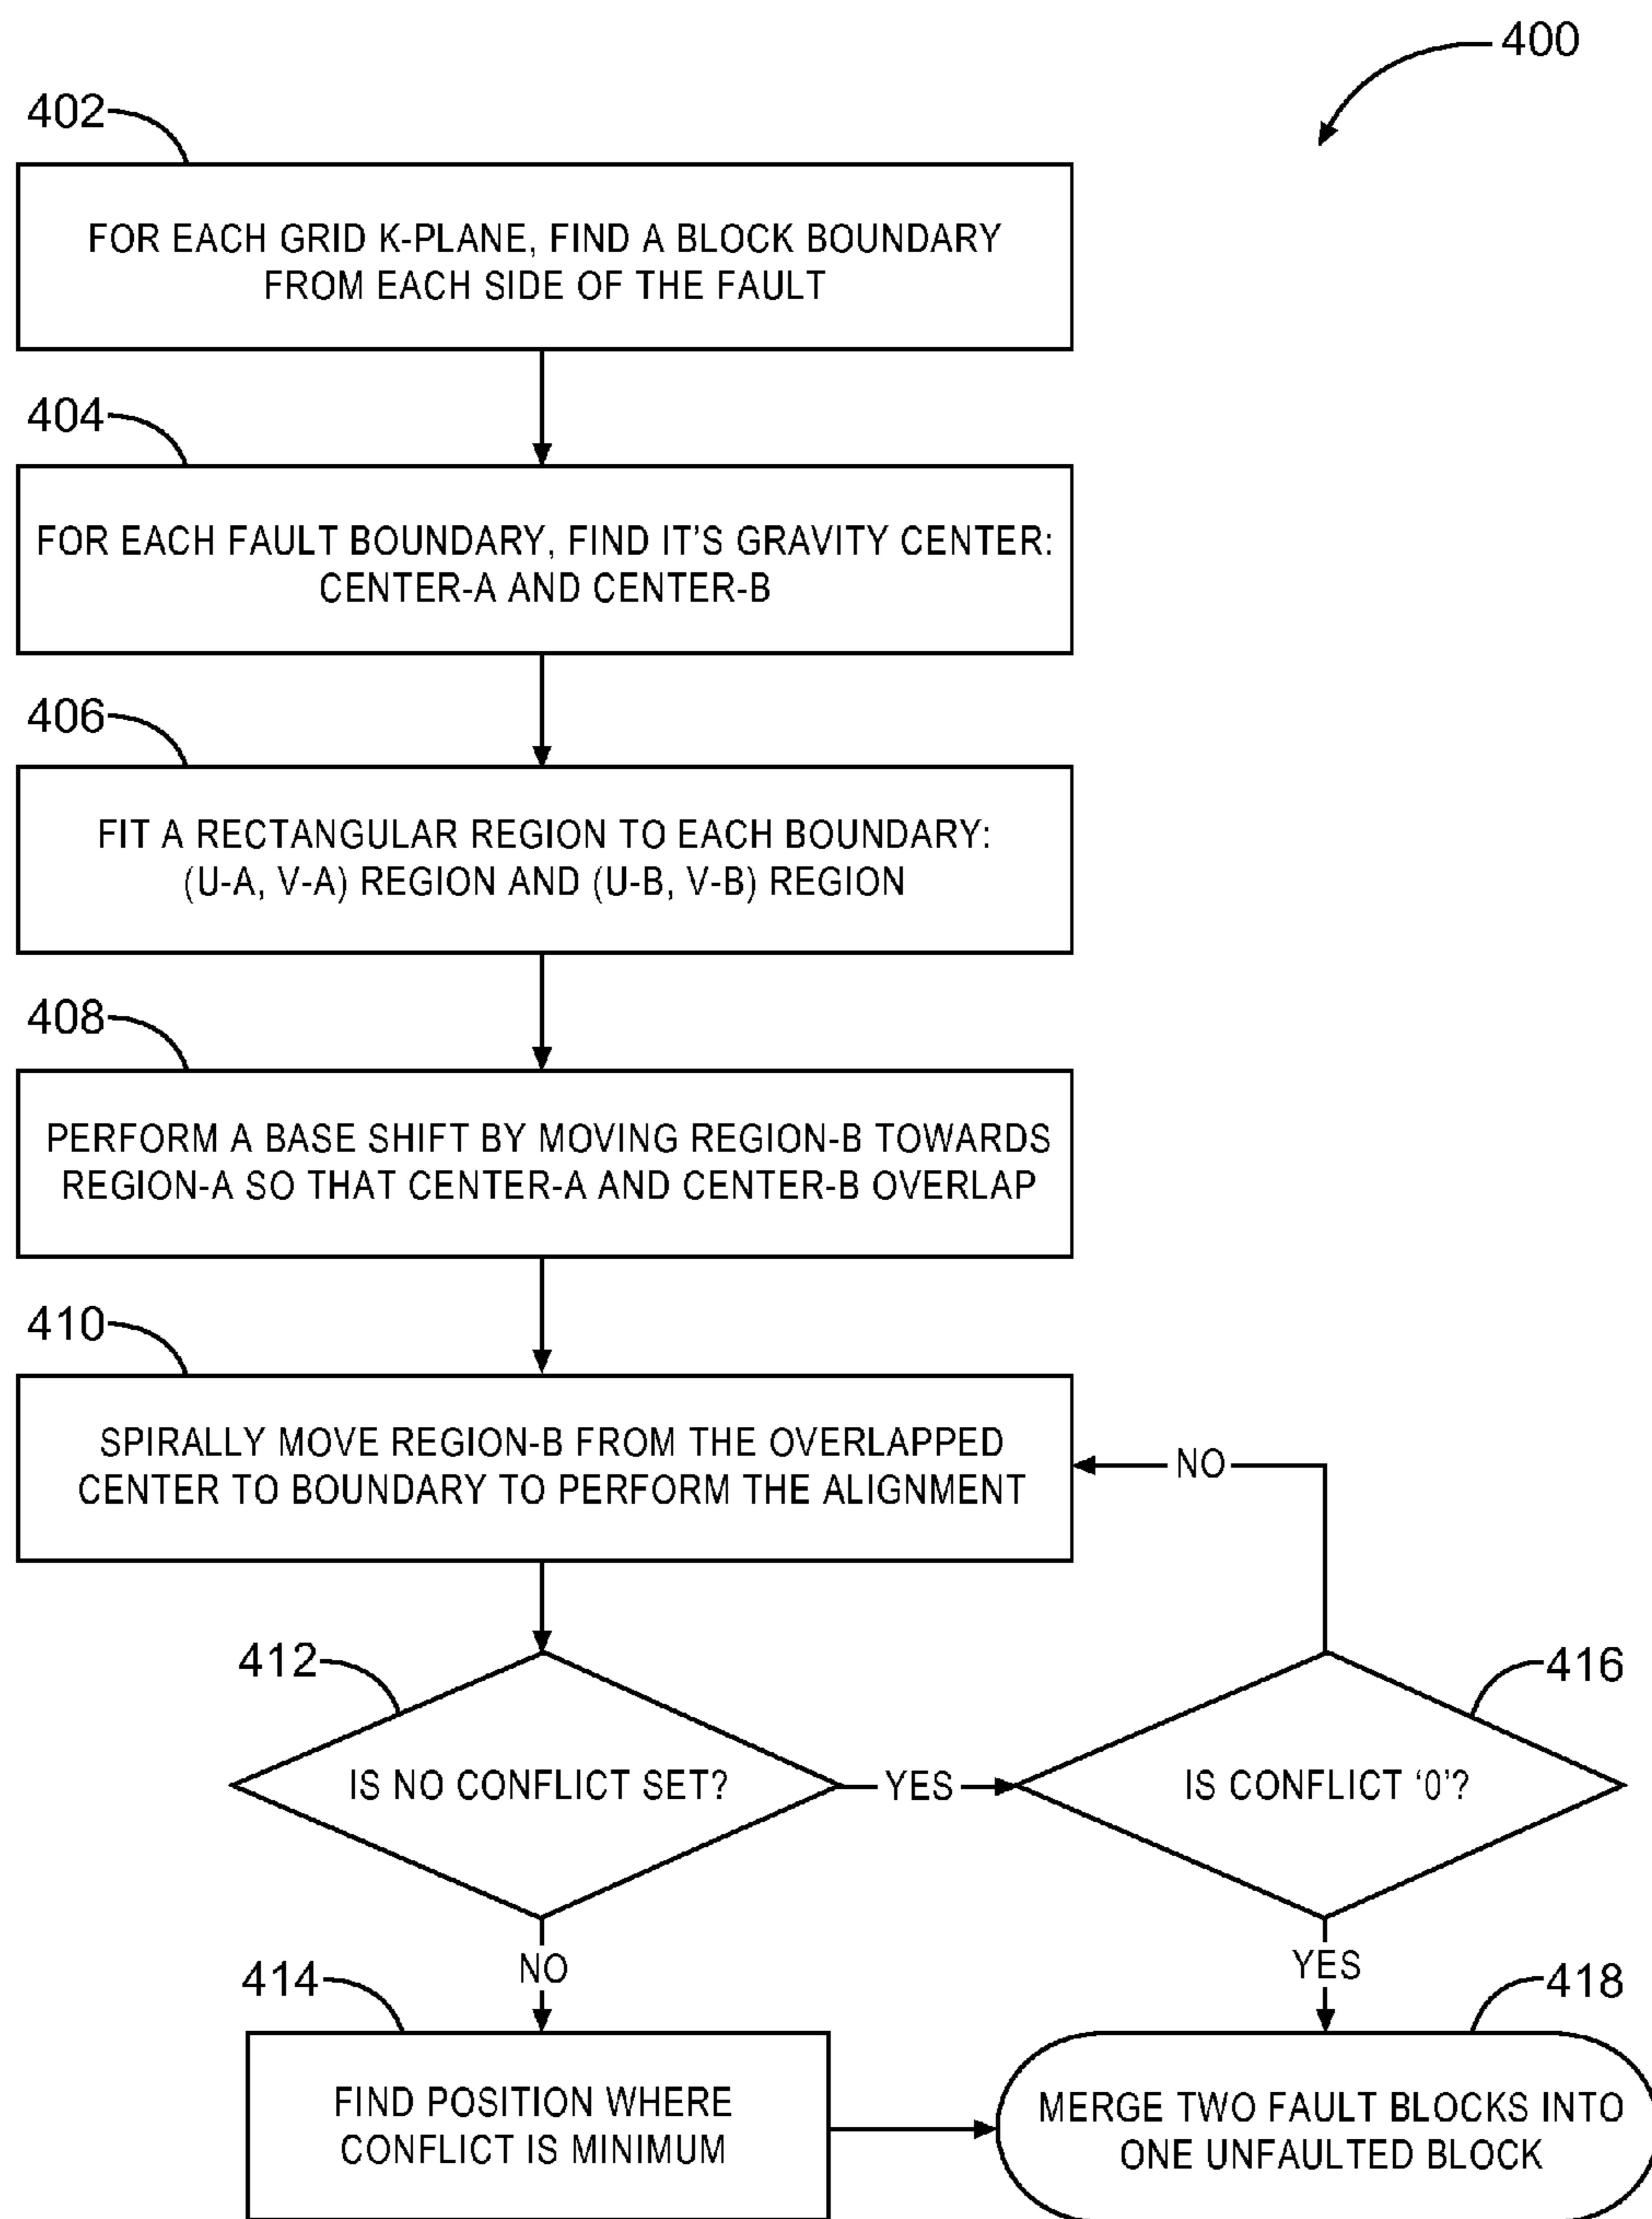 400
402
FOR EACH GRID K-PLANE, FIND A BLOCK BOUNDARY
FROM EACH SIDE OF THE FAULT
404
FOR EACH FAULT BOUNDARY, FIND IT'S GRAVITY CENTER:
CENTER-A AND CENTER-B
406
FIT A RECTANGULAR REGION TO EACH BOUNDARY:
(U-A, V-A) REGION AND (U-B, V-B) REGION
408
PERFORM A BASE SHIFT BY MOVING REGION-B TOWARDS
REGION-A SO THAT CENTER-A AND CENTER-B OVERLAP
410
SPIRALLY MOVE REGION-B FROM THE OVERLAPPED
CENTER TO BOUNDARY TO PERFORM THE ALIGNMENT
NO
412
IS NO CONFLICT SET?
YES
416
IS CONFLICT ‘0’?
NO
YES
414
FIND POSITION WHERE
CONFLICT IS MINIMUM
418
MERGE TWO FAULT BLOCKS INTO
ONE UNFAULTED BLOCK